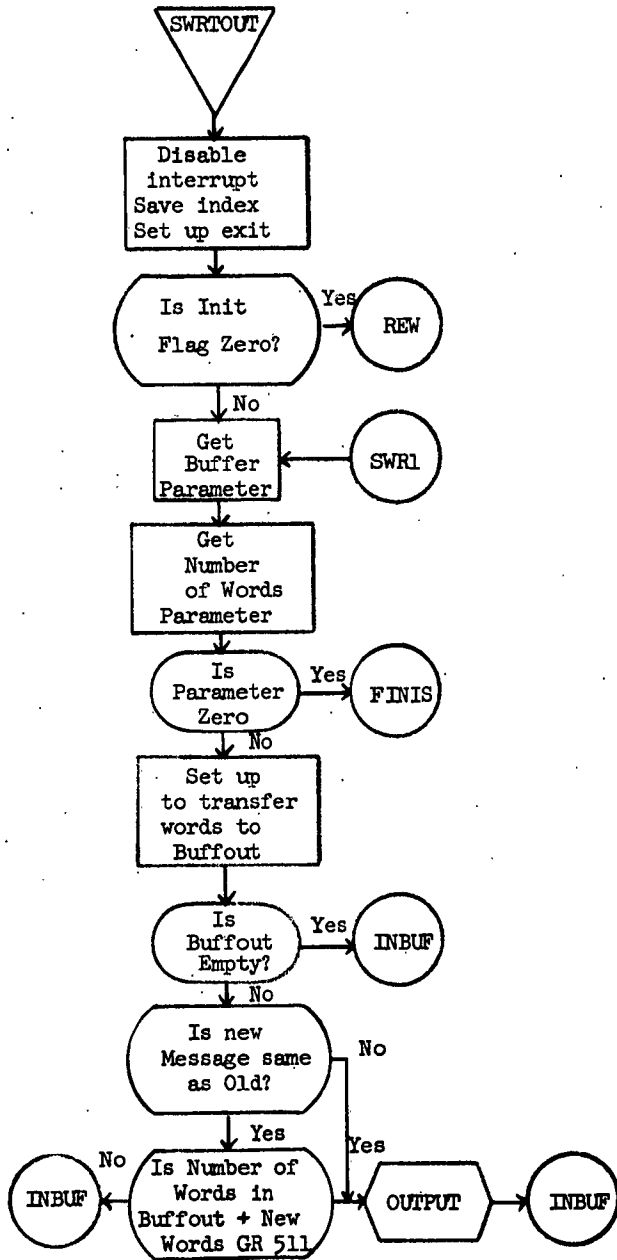 SWRTOUT
Disable
interrupt
Save index
Set up exit
Is Init
Flag Zero?
Yes
REW
No
Get
Buffer
Parameter
SWR1
Get
Number
of Words
Parameter
Is
Parameter
Zero
Yes
FINIS
No
Set up
to transfer
words to
Buffout
Is
Buffout
Empty?
Yes
INBUF
No
Is new
Message same
as Old?
No
Yes
Yes
No
INBUF
Is Number of
Words in
Buffout + New
Words GR 511
OUTPUT
INBUF